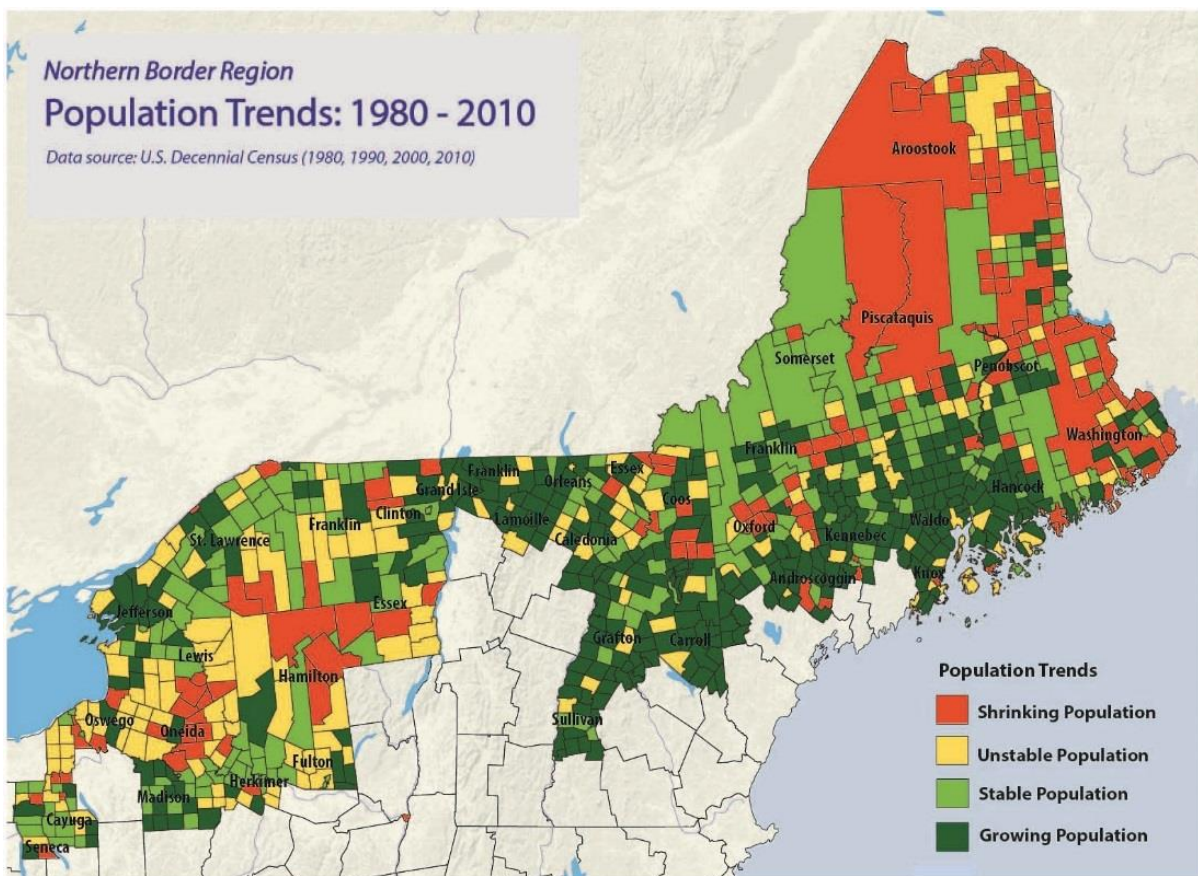 Northern Border Region
Population Trends: 1980 - 2010
Data source: U.S. Decennial Census (1980, 1990, 2000, 2010)
Aroostook
Piscataquis
Somerset
Penobscot
Washington
Franklin
Hancock
Franklin
Orleans
Essex
Grand Isle
Coos
Clinton
Lamoille
Franklin
Oxford
Waldo
St. Lawrence
Caledonia
Kennebec
Knox
Androscoggin
Essex
Jefferson
Grafton
Carroll
Lewis
Hamilton
Oswego
Oneida
Sullivan
Fulton
Herkimer
Madison
Cayuga
Seneca
Population Trends
Shrinking Population
Unstable Population
Stable Population
Growing Population